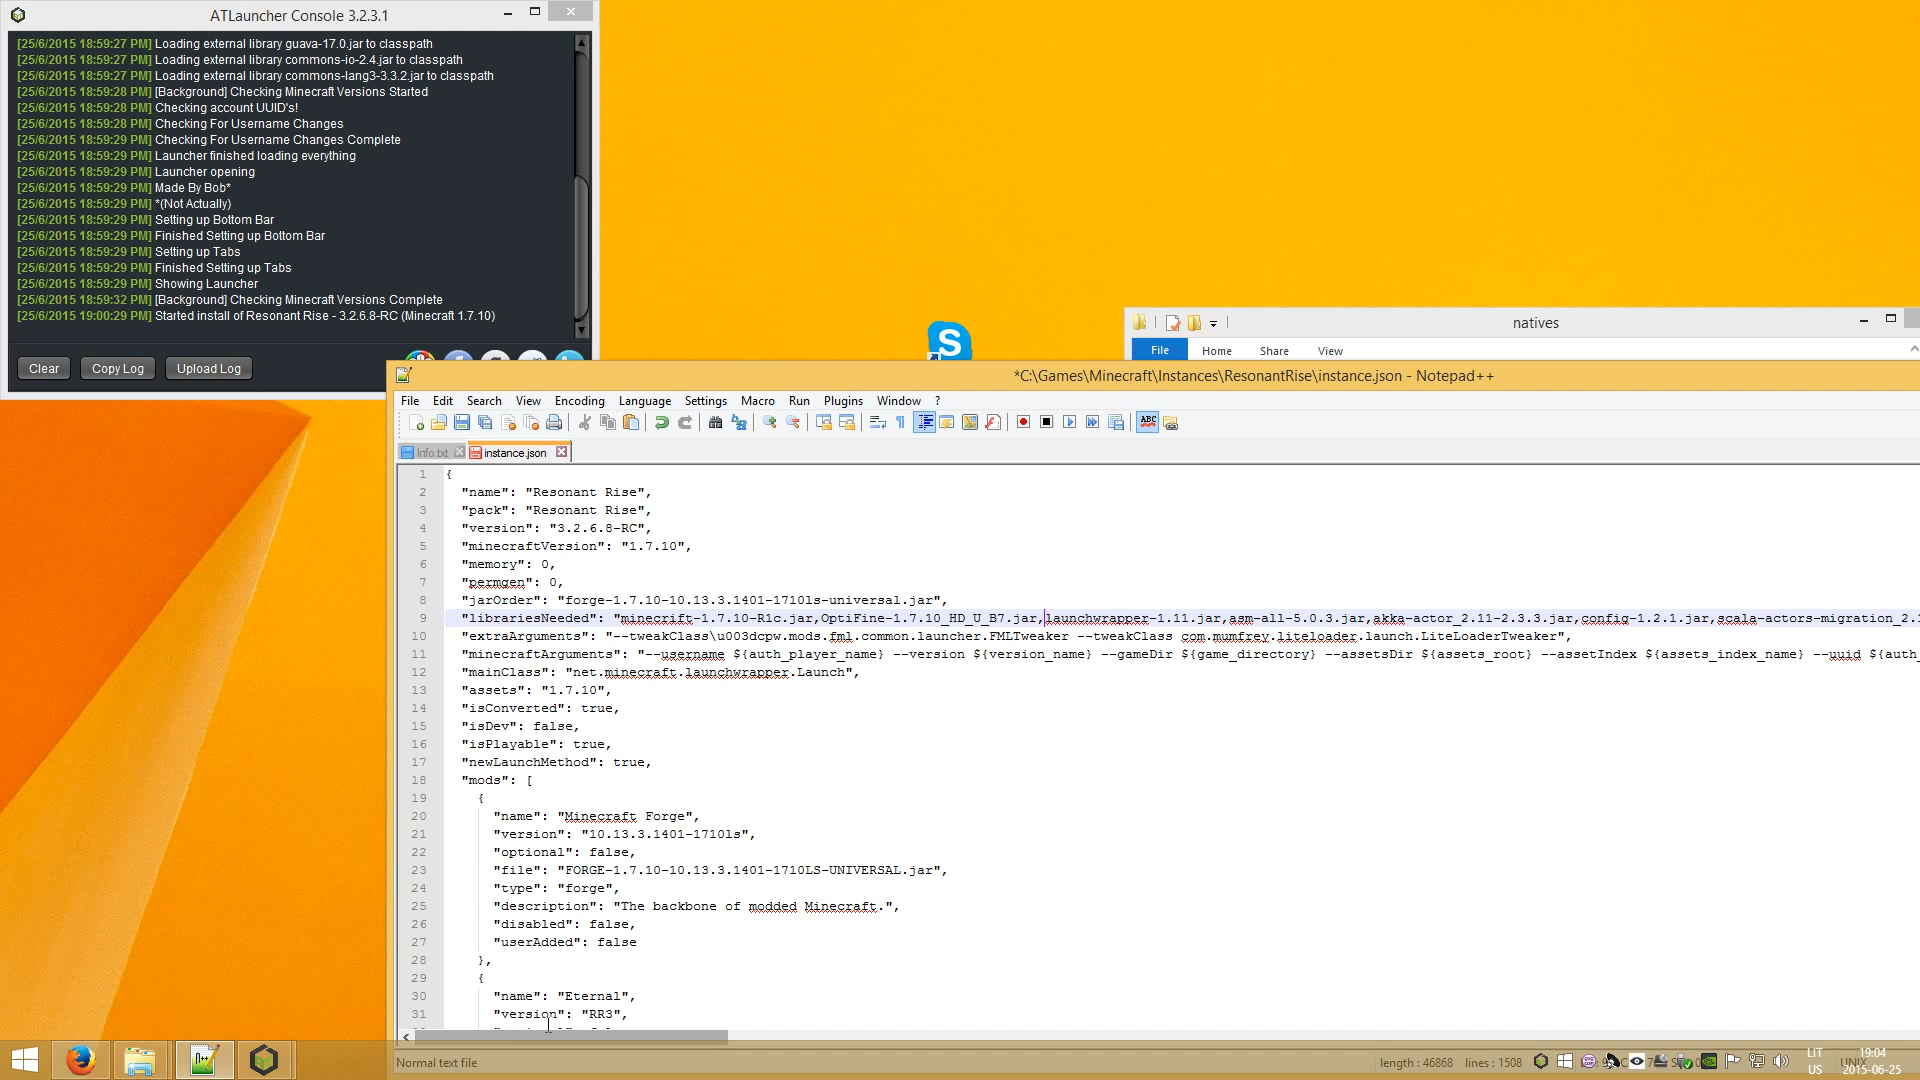 ATLauncher Console 3.2.3.1
[25/6/2015 18:59:27 PM] Loading external library guava-17.0.jar to classpath
[25/6/2015 18:59:27 PM] Loading external library commons-io-2.4.jar to classpath
[25/6/2015 18:59:27 PM] Loading external library commons-lang3-3.3.2.jar to classpath
[25/6/2015 18:59:28 PM] [Background] Checking Minecraft Versions Started
[25/6/2015 18:59:28 PM] Checking account UUID's!
[25/6/2015 18:59:28 PM] Checking For Username Changes
[25/6/2015 18:59:29 PM] Checking For Username Changes Complete
[25/6/2015 18:59:29 PM] Launcher finished loading everything
[25/6/2015 18:59:29 PM] Launcher opening
[25/6/2015 18:59:29 PM] Made By Bob*
[25/6/2015 18:59:29 PM] *(Not Actually)
[25/6/2015 18:59:29 PM] Setting up Bottom Bar
[25/6/2015 18:59:29 PM] Finished Setting up Bottom Bar
[25/6/2015 18:59:29 PM] Setting up Tabs
[25/6/2015 18:59:29 PM] Finished Setting up Tabs
[25/6/2015 18:59:29 PM] Showing Launcher
[25/6/2015 18:59:32 PM] [Background] Checking Minecraft Versions Complete
[25/6/2015 19:00:29 PM] Started install of Resonant Rise - 3.2.6.8-RC (Minecraft 1.7.10)
Clear Copy Log Upload Log
natives
File Home Share View
*C:\Games\Minecraft\Instances\ResonantRise\instance.json - Notepad++
File Edit Search View Encoding Language Settings Macro Run Plugins Window ?
Info.txt instance.json
1 {
2 "name": "Resonant Rise",
3 "pack": "Resonant Rise",
4 "version": "3.2.6.8-RC",
5 "minecraftVersion": "1.7.10",
6 "memory": 0,
7 "permgen": 0,
8 "jarOrder": "forge-1.7.10-10.13.3.1401-1710ls-universal.jar",
9 "librariesNeeded": "minecrift-1.7.10-R1c.jar,OptiFine-1.7.10_HD_U_B7.jar,launchwrapper-1.11.jar,asm-all-5.0.3.jar,akka-actor_2.11-2.3.3.jar,config-1.2.1.jar,scala-actors-migration_2.1
10 "extraArguments": "--tweakClass\u003dcpw.mods.fml.common.launcher.FMLTweaker --tweakClass com.mumfrey.liteloader.launch.LiteLoaderTweaker",
11 "minecraftArguments": "--username ${auth_player_name} --version ${version_name} --gameDir ${game_directory} --assetsDir ${assets_root} --assetIndex ${assets_index_name} --uuid ${auth_
12 "mainClass": "net.minecraft.launchwrapper.Launch",
13 "assets": "1.7.10",
14 "isConverted": true,
15 "isDev": false,
16 "isPlayable": true,
17 "newLaunchMethod": true,
18 "mods": [
19 {
20 "name": "Minecraft Forge",
21 "version": "10.13.3.1401-1710ls",
22 "optional": false,
23 "file": "FORGE-1.7.10-10.13.3.1401-1710LS-UNIVERSAL.jar",
24 "type": "forge",
25 "description": "The backbone of modded Minecraft.",
26 "disabled": false,
27 "userAdded": false
28 },
29 {
30 "name": "Eternal",
31 "version": "RR3",
Normal text file
length : 46868 lines : 1508
LIT
US
UNIX
19:04
2015-06-25